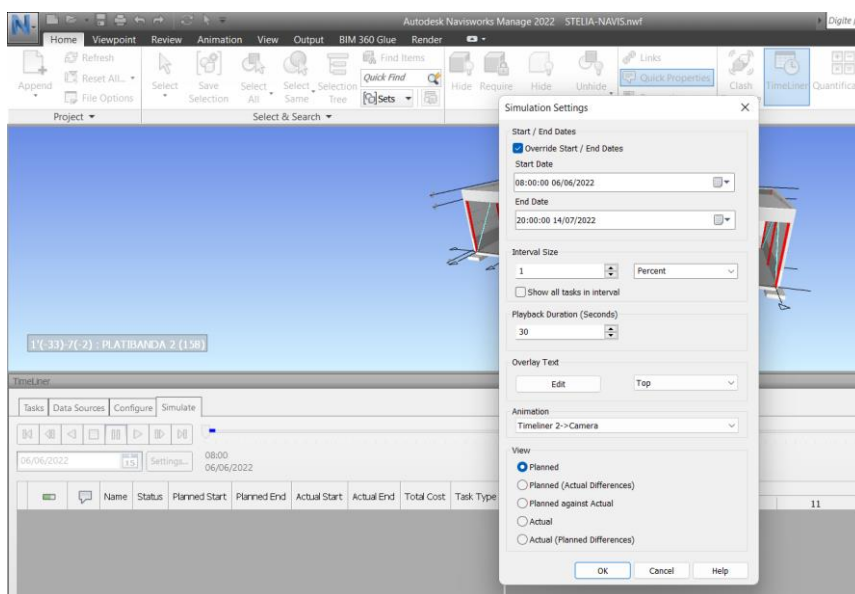 Autodesk Navisworks Manage 2022 STELIA-NAVIS.nwf
Digite
Home Viewpoint Review Animation View Output BIM 360 Glue Render
Append
Refresh
Reset All...
File Options
Project
Select
Save Selection
Select All
Select Same
Selection Tree
Find Items
Quick Find
Sets
Select & Search
Hide
Require
Hide
Unhide
Links
Quick Properties
Clash
TimeLiner
Simulation Settings
Start / End Dates
Override Start / End Dates
Start Date
08:00:00 06/06/2022
End Date
20:00:00 14/07/2022
Interval Size
1 Percent
Show all tasks in interval
Playback Duration (Seconds)
30
Overlay Text
Edit Top
Animation
Timeliner 2->Camera
View
Planned
Planned (Actual Differences)
Planned against Actual
Actual
Actual (Planned Differences)
OK Cancel Help
1'(-33)-7(-2) : PLATIBANDA 2 (158)
TimeLiner
Tasks Data Sources Configure Simulate
06/06/2022 15 Settings...
08:00
06/06/2022
Name Status Planned Start Planned End Actual Start Actual End Total Cost Task Type
11